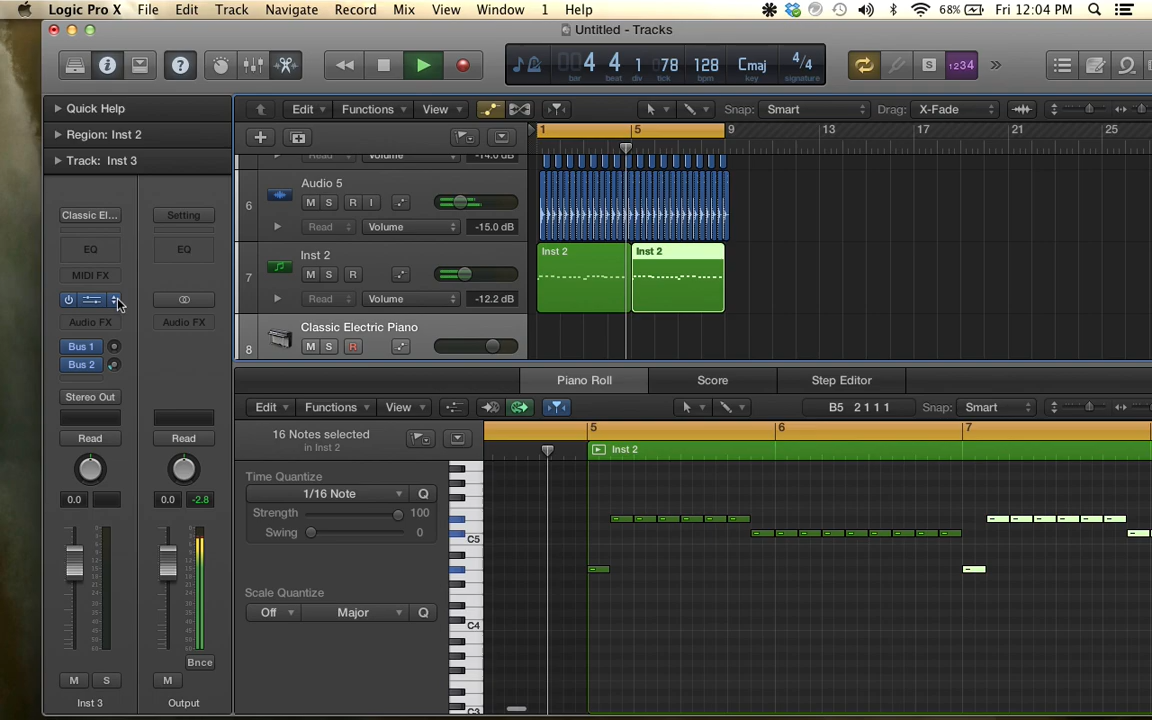 Logic Pro X File Edit Track Navigate Record Mix View Window 1 Help 68% Fri 12:04 PM
Untitled - Tracks
4 4 1 78 128 Cmaj 4/4
bar beat div tick bpm key signature
S 1234
Quick Help
Region: Inst 2
Track: Inst 3
Edit Functions View Snap: Smart Drag: X-Fade
1 5 9 13 17 21 25
Read Volume -14.0 dB
6 Audio 5
M S R I
Read Volume -15.0 dB
7 Inst 2
M S R
Read Volume -12.2 dB
Inst 2 Inst 2
8 Classic Electric Piano
M S R
Classic El... Setting
EQ EQ
MIDI FX
Audio FX Audio FX
Bus 1
Bus 2
Stereo Out
Read Read
0.0 0.0 -2.8
Bnce
M S M
Inst 3 Output
Piano Roll Score Step Editor
Edit Functions View B5 2 1 1 1 Snap: Smart
16 Notes selected
in Inst 2
5 6 7
Inst 2
Time Quantize
1/16 Note Q
Strength 100
Swing 0
Scale Quantize
Off Major Q
C5
C4
C3